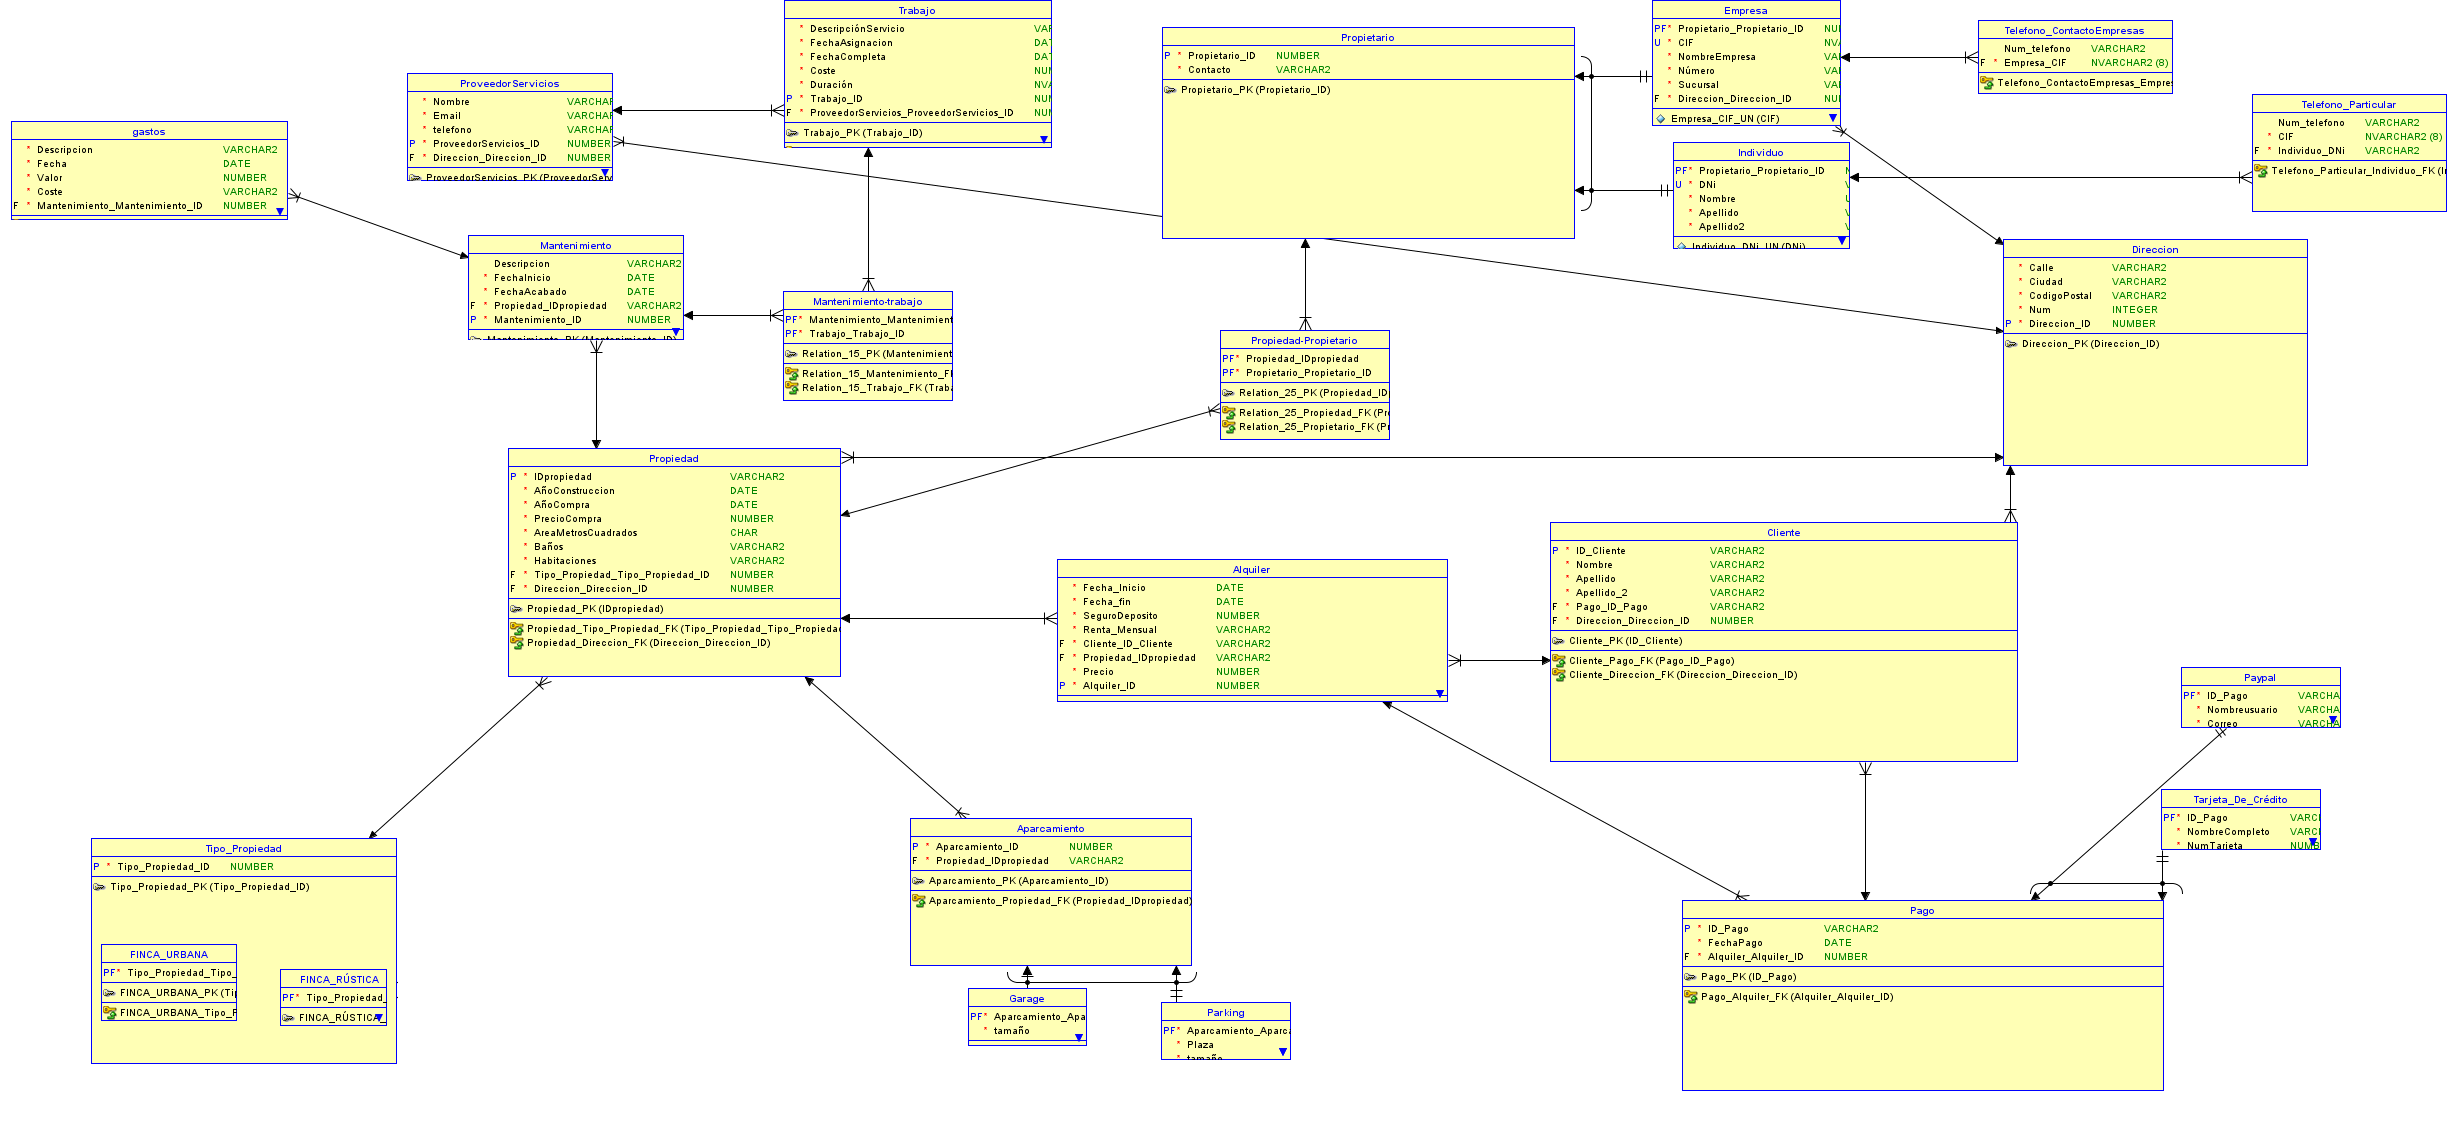 Trabajo
* DescripciónServicio VAR
* FechaAsignacion DAT
* FechaCompleta DAT
* Coste NUM
* Duración NVA
P * Trabajo_ID NUM
F * ProveedorServicios_ProveedorServicios_ID NUM
Trabajo_PK (Trabajo_ID)
Propietario
P * Propietario_ID NUMBER
* Contacto VARCHAR2
Propietario_PK (Propietario_ID)
Empresa
PF* Propietario_Propietario_ID NU
U * CIF NV
* NombreEmpresa VA
* Número VA
* Sucursal VA
F * Direccion_Direccion_ID NU
Empresa_CIF_UN (CIF)
Telefono_ContactoEmpresas
Num_telefono VARCHAR2
F * Empresa_CIF NVARCHAR2 (8)
Telefono_ContactoEmpresas_Empre
ProveedorServicios
* Nombre VARCHAR
* Email VARCHAR
* telefono VARCHAR
P * ProveedorServicios_ID NUMBER
F * Direccion_Direccion_ID NUMBER
ProveedorServicios_PK (ProveedorServ
Telefono_Particular
Num_telefono VARCHAR2
* CIF NVARCHAR2 (8)
F * Individuo_DNi VARCHAR2
Telefono_Particular_Individuo_FK (I
gastos
* Descripcion VARCHAR2
* Fecha DATE
* Valor NUMBER
* Coste VARCHAR2
F * Mantenimiento_Mantenimiento_ID NUMBER
Individuo
PF* Propietario_Propietario_ID
U * DNi
* Nombre
* Apellido
* Apellido2
Individuo_DNi_UN (DNi)
Mantenimiento
Descripcion VARCHAR2
* FechaInicio DATE
* FechaAcabado DATE
F * Propiedad_IDpropiedad VARCHAR2
P * Mantenimiento_ID NUMBER
Mantenimiento_PK (Mantenimiento_ID)
Direccion
* Calle VARCHAR2
* Ciudad VARCHAR2
* CodigoPostal VARCHAR2
* Num INTEGER
P * Direccion_ID NUMBER
Direccion_PK (Direccion_ID)
Mantenimiento-trabajo
PF* Mantenimiento_Mantenimient
PF* Trabajo_Trabajo_ID
Relation_15_PK (Mantenimient
Relation_15_Mantenimiento_F
Relation_15_Trabajo_FK (Trab
Propiedad-Propietario
PF* Propiedad_IDpropiedad
PF* Propietario_Propietario_ID
Relation_25_PK (Propiedad_ID
Relation_25_Propiedad_FK (Pr
Relation_25_Propietario_FK (P
Propiedad
P * IDpropiedad VARCHAR2
* AñoConstruccion DATE
* AñoCompra DATE
* PrecioCompra NUMBER
* AreaMetrosCuadrados CHAR
* Baños VARCHAR2
* Habitaciones VARCHAR2
F * Tipo_Propiedad_Tipo_Propiedad_ID NUMBER
F * Direccion_Direccion_ID NUMBER
Propiedad_PK (IDpropiedad)
Propiedad_Tipo_Propiedad_FK (Tipo_Propiedad_Tipo_Propieda
Propiedad_Direccion_FK (Direccion_Direccion_ID)
Alquiler
* Fecha_Inicio DATE
* Fecha_fin DATE
* SeguroDeposito NUMBER
* Renta_Mensual VARCHAR2
F * Cliente_ID_Cliente VARCHAR2
F * Propiedad_IDpropiedad VARCHAR2
* Precio NUMBER
P * Alquiler_ID NUMBER
Cliente
P * ID_Cliente VARCHAR2
* Nombre VARCHAR2
* Apellido VARCHAR2
* Apellido_2 VARCHAR2
F * Pago_ID_Pago VARCHAR2
F * Direccion_Direccion_ID NUMBER
Cliente_PK (ID_Cliente)
Cliente_Pago_FK (Pago_ID_Pago)
Cliente_Direccion_FK (Direccion_Direccion_ID)
Paypal
PF* ID_Pago VARCHA
* Nombreusuario VARCHA
* Correo VARCHA
Tarjeta_De_Crédito
PF* ID_Pago VARC
* NombreCompleto VARC
* NumTarjeta NUMB
Tipo_Propiedad
P * Tipo_Propiedad_ID NUMBER
Tipo_Propiedad_PK (Tipo_Propiedad_ID)
FINCA_URBANA
PF* Tipo_Propiedad_Tipo_
FINCA_URBANA_PK (Ti
FINCA_URBANA_Tipo_P
FINCA_RÚSTICA
PF* Tipo_Propiedad_
FINCA_RÚSTICA_
Aparcamiento
P * Aparcamiento_ID NUMBER
F * Propiedad_IDpropiedad VARCHAR2
Aparcamiento_PK (Aparcamiento_ID)
Aparcamiento_Propiedad_FK (Propiedad_IDpropiedad)
Garage
PF* Aparcamiento_Apa
* tamaño
Parking
PF* Aparcamiento_Aparc
* Plaza
* tamaño
Pago
P * ID_Pago VARCHAR2
* FechaPago DATE
F * Alquiler_Alquiler_ID NUMBER
Pago_PK (ID_Pago)
Pago_Alquiler_FK (Alquiler_Alquiler_ID)